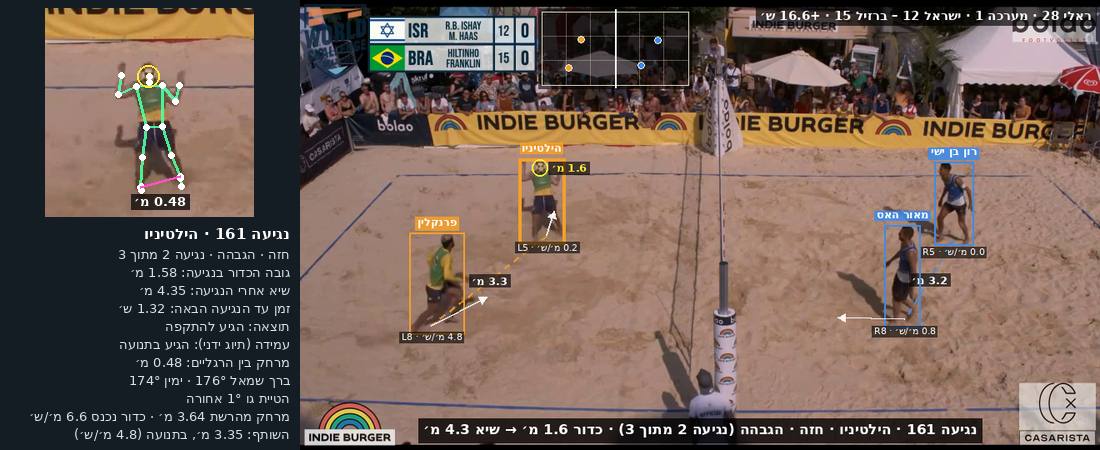 ראלי 28 · מערכה 1 · ישראל 12 – ברזיל 15 · +16.6 ש׳
ISR R.B. ISHAY M. HAAS 12 0
BRA HILTINHO FRANKLIN 15 0
WORLD
bolao
bolao
INDIE BURGER
INDIE BURGER
INDIE BURGER
CASARISTA
bolao
הילטיניו
1.6 מ׳
L5 · 0.2 מ׳/ש׳
פרנקלין
3.3 מ׳
L8 · 4.8 מ׳/ש׳
רון בן ישי
R5 · 0.0 מ׳/ש׳
מאור האס
3.2 מ׳
R8 · 0.8 מ׳/ש׳
OFFICIAL
INDIE BURGER
CASARISTA
נגיעה 161 · הילטיניו · חזה · הגבהה (נגיעה 2 מתוך 3) · כדור 1.6 מ׳ → שיא 4.3 מ׳
0.48 מ׳
נגיעה 161 · הילטיניו
חזה · הגבהה · נגיעה 2 מתוך 3
גובה הכדור בנגיעה: 1.58 מ׳
שיא אחרי הנגיעה: 4.35 מ׳
זמן עד הנגיעה הבאה: 1.32 ש׳
תוצאה: הגיע להתקפה
עמידה (תיוג ידני): הגיע בתנועה
מרחק בין הרגליים: 0.48 מ׳
ברך שמאל 176° · ימין 174°
הטיית גו 1° אחורה
מרחק מהרשת 3.64 מ׳ · כדור נכנס 6.6 מ׳/ש׳
השותף: 3.35 מ׳, בתנועה (4.8 מ׳/ש׳)